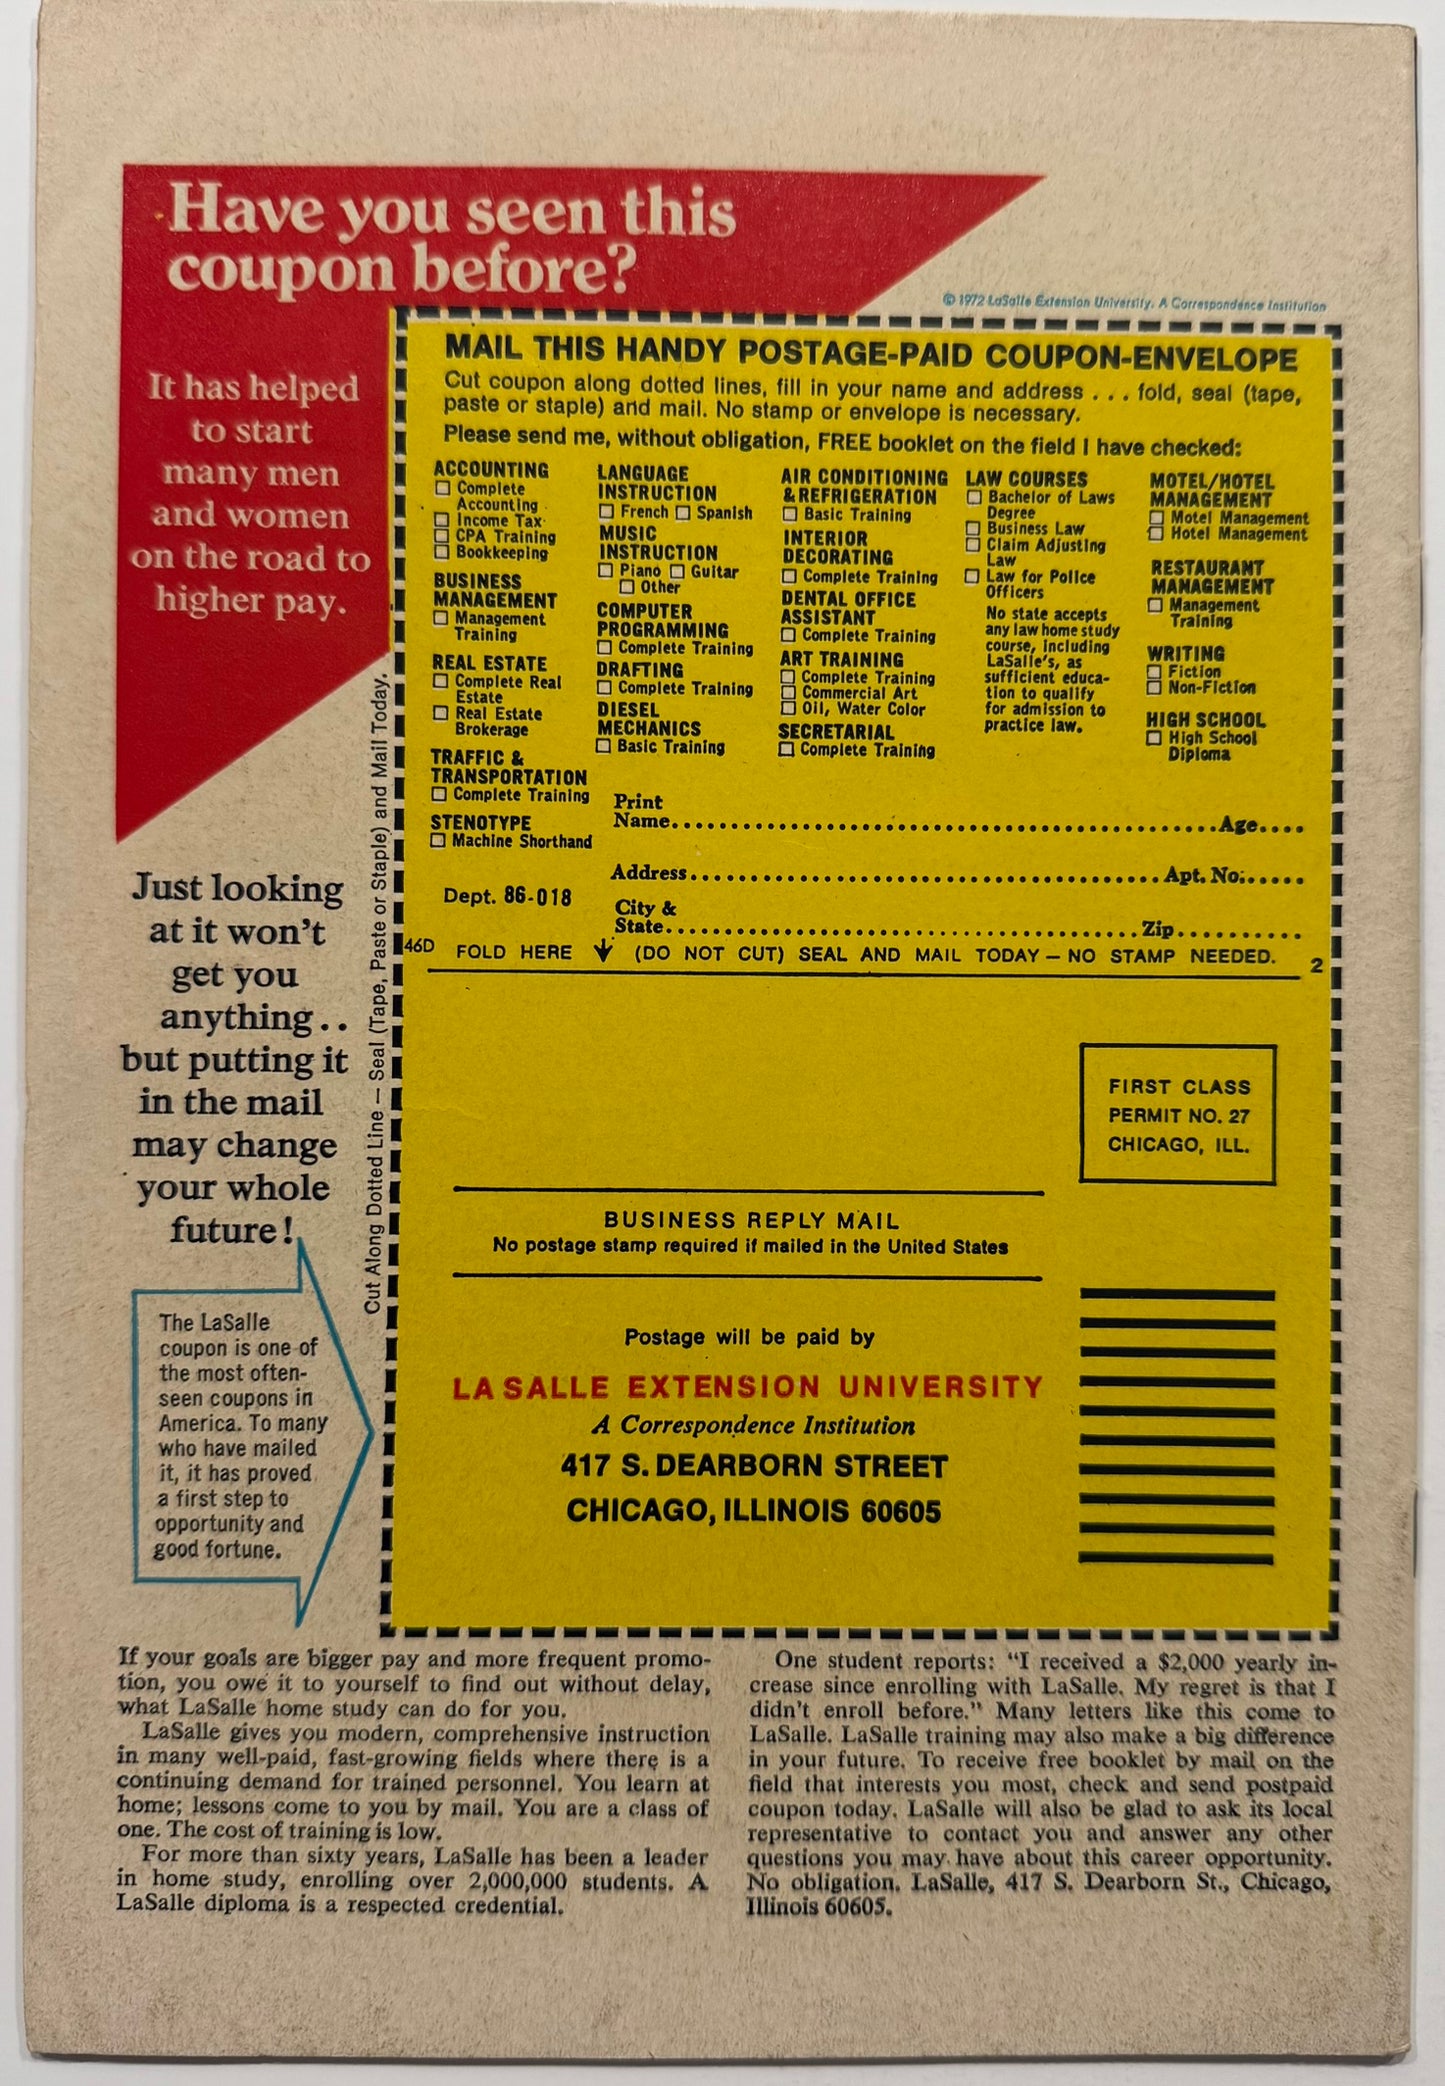 Have you seen this
coupon before?
© 1972 LaSalle Extension University. A Correspondence Institution
It has helped
to start
many men
and women
on the road to
higher pay.
Just looking
at it won't
get you
anything..
but putting it
in the mail
may change
your whole
future!
The LaSalle
coupon is one of
the most often-
seen coupons in
America. To many
who have mailed
it, it has proved
a first step to
opportunity and
good fortune.
Cut Along Dotted Line — Seal (Tape, Paste or Staple) and Mail Today.
MAIL THIS HANDY POSTAGE-PAID COUPON-ENVELOPE
Cut coupon along dotted lines, fill in your name and address . . . fold, seal (tape,
paste or staple) and mail. No stamp or envelope is necessary.
Please send me, without obligation, FREE booklet on the field I have checked:
ACCOUNTING
☐ Complete
Accounting
☐ Income Tax
☐ CPA Training
☐ Bookkeeping
BUSINESS
MANAGEMENT
☐ Management
Training
REAL ESTATE
☐ Complete Real
Estate
☐ Real Estate
Brokerage
TRAFFIC &
TRANSPORTATION
☐ Complete Training
STENOTYPE
☐ Machine Shorthand
LANGUAGE
INSTRUCTION
☐ French ☐ Spanish
MUSIC
INSTRUCTION
☐ Piano ☐ Guitar
☐ Other
COMPUTER
PROGRAMMING
☐ Complete Training
DRAFTING
☐ Complete Training
DIESEL
MECHANICS
☐ Basic Training
AIR CONDITIONING
& REFRIGERATION
☐ Basic Training
INTERIOR
DECORATING
☐ Complete Training
DENTAL OFFICE
ASSISTANT
☐ Complete Training
ART TRAINING
☐ Complete Training
☐ Commercial Art
☐ Oil, Water Color
SECRETARIAL
☐ Complete Training
LAW COURSES
☐ Bachelor of Laws
Degree
☐ Business Law
☐ Claim Adjusting
Law
☐ Law for Police
Officers
No state accepts
any law home study
course, including
LaSalle's, as
sufficient educa-
tion to qualify
for admission to
practice law.
MOTEL/HOTEL
MANAGEMENT
☐ Motel Management
☐ Hotel Management
RESTAURANT
MANAGEMENT
☐ Management
Training
WRITING
☐ Fiction
☐ Non-Fiction
HIGH SCHOOL
☐ High School
Diploma
Print
Name..............................................Age....
Address........................................Apt. No......
Dept. 86-018
City &
State........................................Zip...........
46D FOLD HERE ↓ (DO NOT CUT) SEAL AND MAIL TODAY — NO STAMP NEEDED. 2
FIRST CLASS
PERMIT NO. 27
CHICAGO, ILL.
BUSINESS REPLY MAIL
No postage stamp required if mailed in the United States
Postage will be paid by
LA SALLE EXTENSION UNIVERSITY
A Correspondence Institution
417 S. DEARBORN STREET
CHICAGO, ILLINOIS 60605
If your goals are bigger pay and more frequent promo-
tion, you owe it to yourself to find out without delay,
what LaSalle home study can do for you.
LaSalle gives you modern, comprehensive instruction
in many well-paid, fast-growing fields where there is a
continuing demand for trained personnel. You learn at
home; lessons come to you by mail. You are a class of
one. The cost of training is low.
For more than sixty years, LaSalle has been a leader
in home study, enrolling over 2,000,000 students. A
LaSalle diploma is a respected credential.
One student reports: "I received a $2,000 yearly in-
crease since enrolling with LaSalle. My regret is that I
didn't enroll before." Many letters like this come to
LaSalle. LaSalle training may also make a big difference
in your future. To receive free booklet by mail on the
field that interests you most, check and send postpaid
coupon today. LaSalle will also be glad to ask its local
representative to contact you and answer any other
questions you may have about this career opportunity.
No obligation. LaSalle, 417 S. Dearborn St., Chicago,
Illinois 60605.